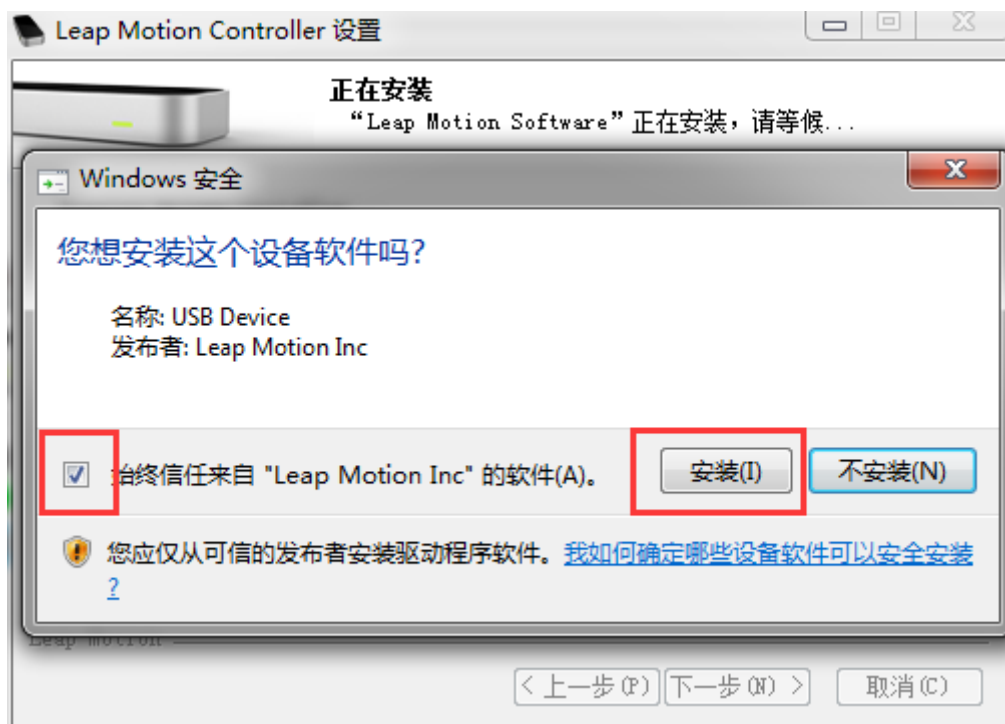 Leap Motion Controller 设置
正在安装
“Leap Motion Software”正在安装，请等候...
Windows 安全
您想安装这个设备软件吗?
名称: USB Device
发布者: Leap Motion Inc
始终信任来自 "Leap Motion Inc" 的软件(A)。
安装(I)
不安装(N)
您应仅从可信的发布者安装驱动程序软件。我如何确定哪些设备软件可以安全安装
?
Leap Motion
< 上一步(P)
下一步(N) >
取消(C)